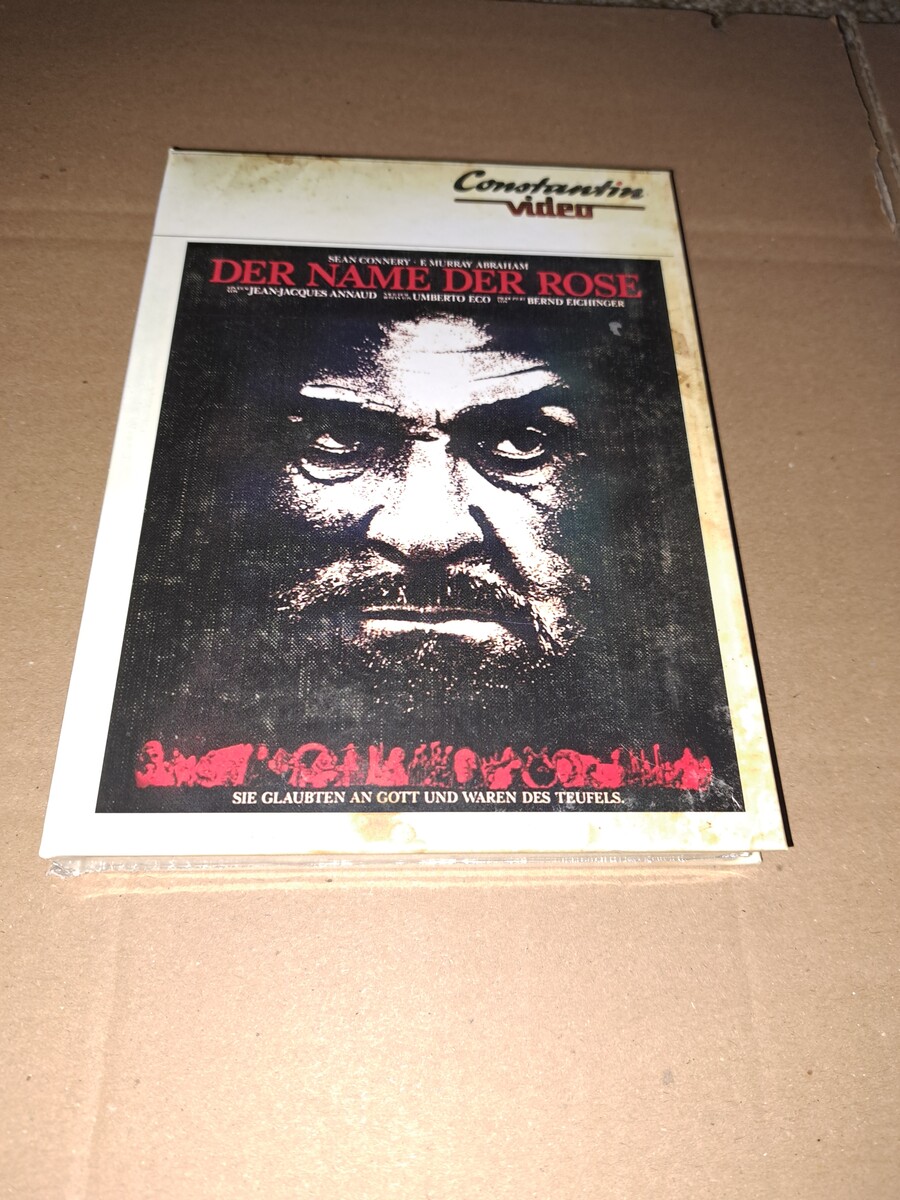 Constantin
video
SEAN CONNERY · F. MURRAY ABRAHAM
DER NAME DER ROSE
JEAN-JACQUES ANNAUD UMBERTO ECO BERND EICHINGER
SIE GLAUBTEN AN GOTT UND WAREN DES TEUFELS.